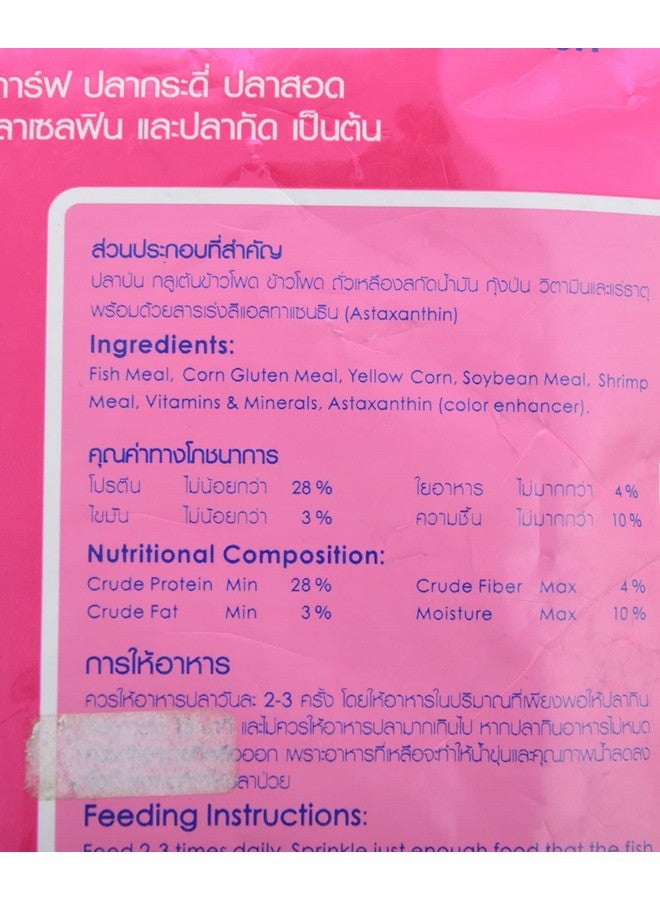 การ์ฟ ปลากระดี่ ปลาสอด
ลาเซลฟิน และปลากัด เป็นต้น
ส่วนประกอบที่สำคัญ
ปลาป่น กลูเต้นข้าวโพด ข้าวโพด ถั่วเหลืองสกัดน้ำมัน กุ้งป่น วิตามินและแร่ธาตุ
พร้อมด้วยสารเร่งสีแอสทาแซนธิน (Astaxanthin)
Ingredients:
Fish Meal, Corn Gluten Meal, Yellow Corn, Soybean Meal, Shrimp
Meal, Vitamins & Minerals, Astaxanthin (color enhancer).
คุณค่าทางโภชนาการ
โปรตีน ไม่น้อยกว่า 28 % ใยอาหาร ไม่มากกว่า 4 %
ไขมัน ไม่น้อยกว่า 3 % ความชื้น ไม่มากกว่า 10 %
Nutritional Composition:
Crude Protein Min 28 % Crude Fiber Max 4 %
Crude Fat Min 3 % Moisture Max 10 %
การให้อาหาร
ควรให้อาหารปลาวันละ 2-3 ครั้ง โดยให้อาหารในปริมาณที่เพียงพอให้ปลากิน
15 นาที และไม่ควรให้อาหารปลามากเกินไป หากปลากินอาหารไม่หมด
ออก เพราะอาหารที่เหลือจะทำให้น้ำขุ่นและคุณภาพน้ำลดลง
ลาป่วย
Feeding Instructions:
Feed 2-3 times daily. Sprinkle just enough food that the fish